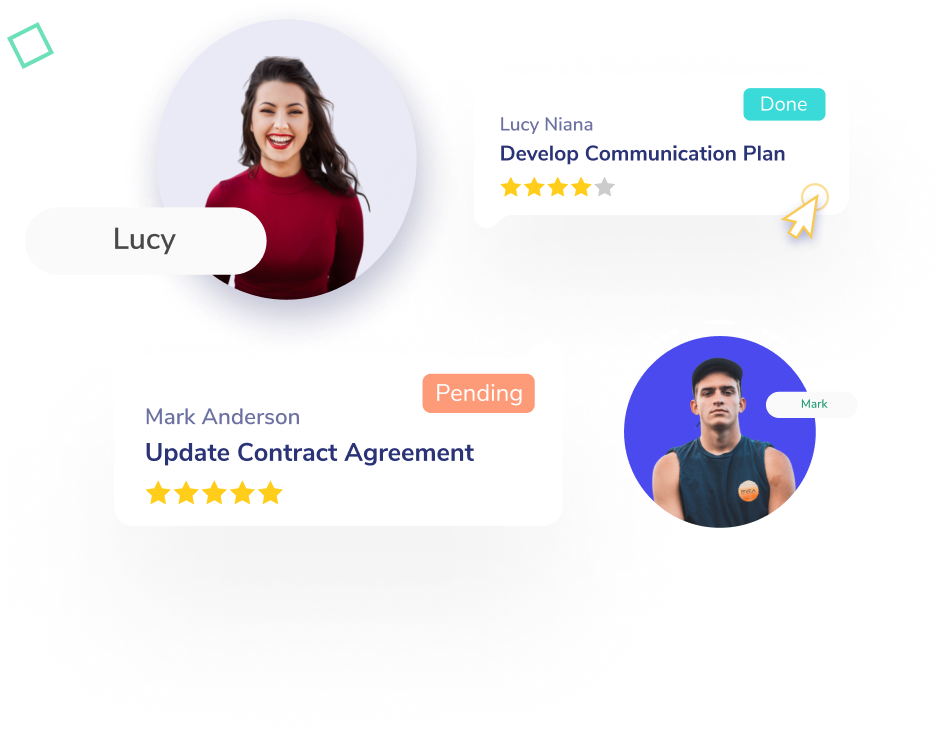 Lucy
Done
Lucy Niana
Develop Communication Plan
Pending
Mark Anderson
Update Contract Agreement
Mark